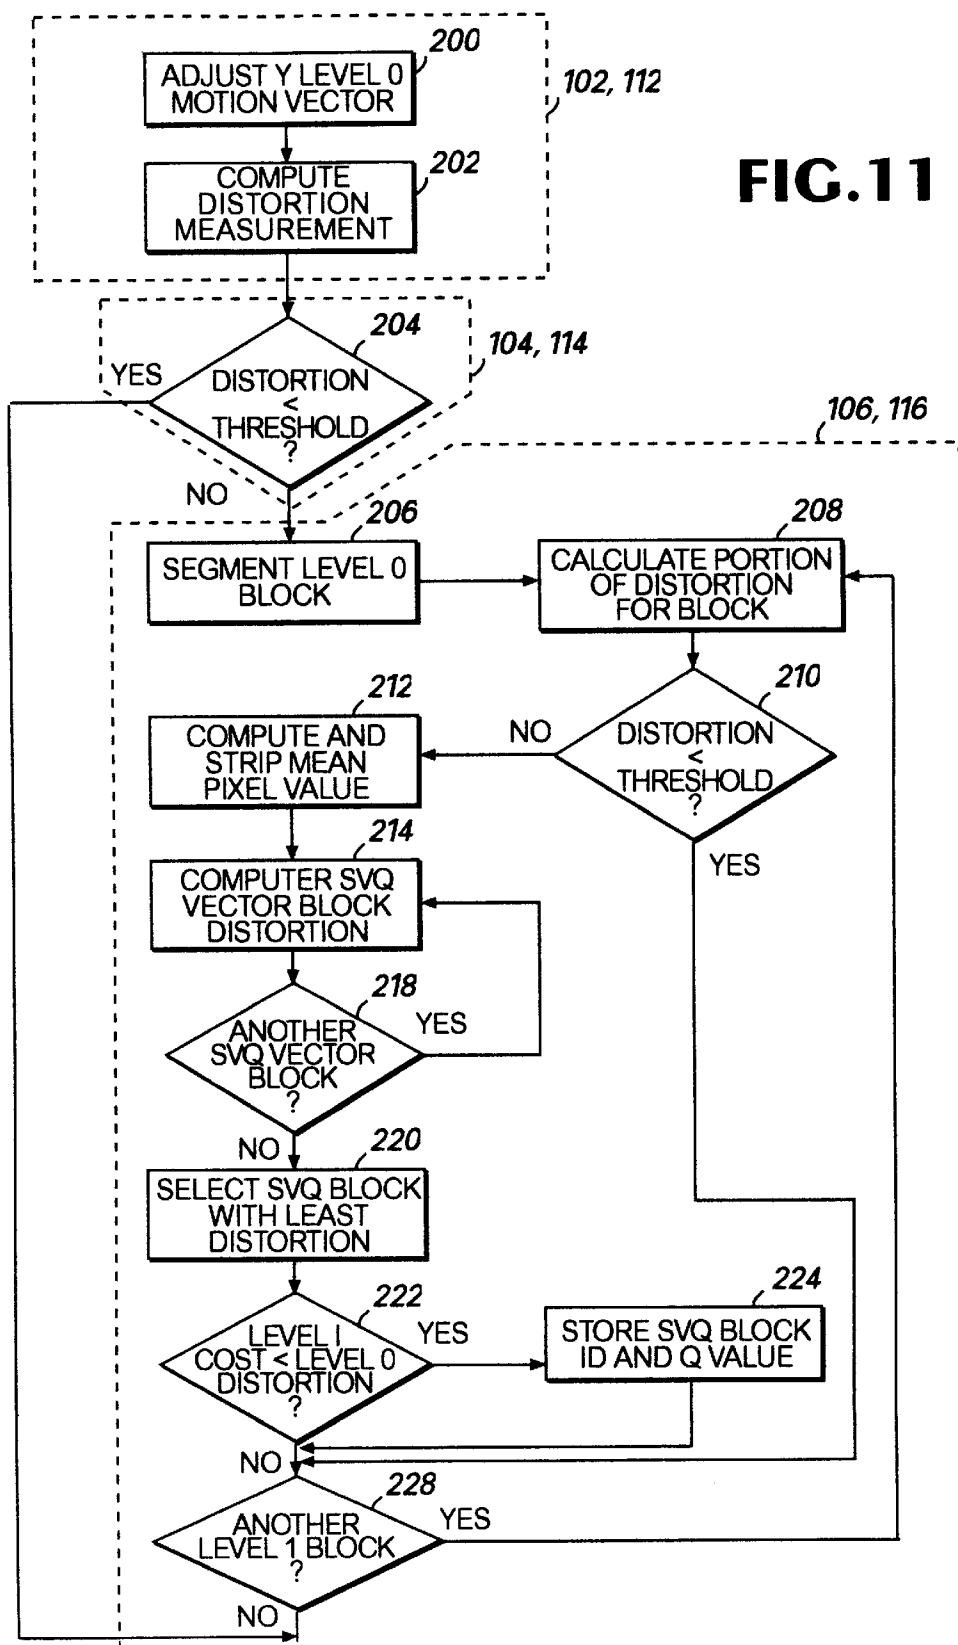 200
ADJUST Y LEVEL 0
MOTION VECTOR
102, 112
202
COMPUTE
DISTORTION
MEASUREMENT
FIG.11
204
104, 114
YES
DISTORTION
<
THRESHOLD
?
106, 116
NO
206
SEGMENT LEVEL 0
BLOCK
208
CALCULATE PORTION
OF DISTORTION
FOR BLOCK
210
DISTORTION
<
THRESHOLD
?
NO
YES
212
COMPUTE AND
STRIP MEAN
PIXEL VALUE
214
COMPUTER SVQ
VECTOR BLOCK
DISTORTION
218
ANOTHER
SVQ VECTOR
BLOCK
?
YES
NO
220
SELECT SVQ BLOCK
WITH LEAST
DISTORTION
222
LEVEL I
COST < LEVEL 0
DISTORTION
?
YES
224
STORE SVQ BLOCK
ID AND Q VALUE
NO
228
ANOTHER
LEVEL 1 BLOCK
?
YES
NO